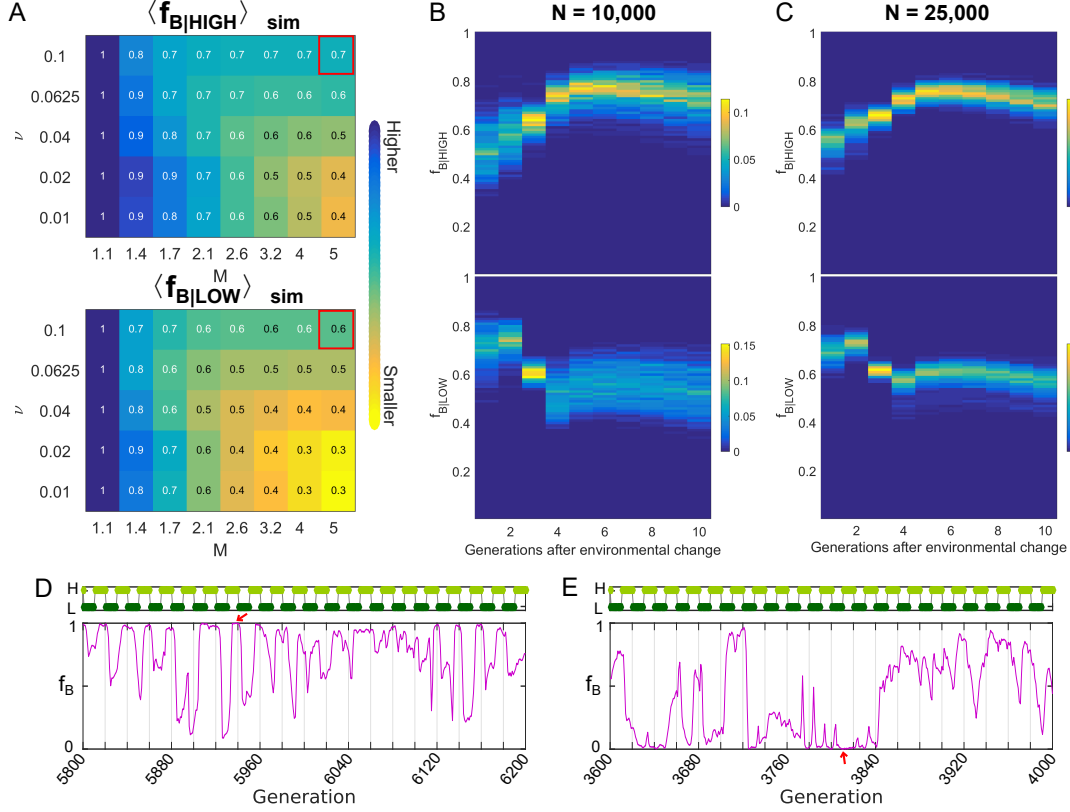 A
⟨f_B|HIGH⟩ sim
0.1 1 0.8 0.7 0.7 0.7 0.7 0.7 0.7
0.0625 1 0.9 0.7 0.7 0.7 0.6 0.6 0.6
ν
0.04 1 0.9 0.8 0.7 0.6 0.6 0.5 0.5
0.02 1 0.9 0.8 0.7 0.6 0.5 0.5 0.4
0.01 1 0.9 0.8 0.7 0.6 0.6 0.5 0.4
1.1 1.4 1.7 2.1 2.6 3.2 4 5
M
⟨f_B|LOW⟩ sim
0.1 1 0.7 0.7 0.6 0.6 0.6 0.6 0.6
0.0625 1 0.8 0.6 0.6 0.5 0.5 0.5 0.5
ν
0.04 1 0.8 0.6 0.5 0.5 0.4 0.4 0.4
0.02 1 0.9 0.7 0.6 0.4 0.4 0.3 0.3
0.01 1 0.8 0.7 0.6 0.4 0.4 0.3 0.3
1.1 1.4 1.7 2.1 2.6 3.2 4 5
M
Higher
Smaller
B
N = 10,000
1
0.8
0.6
0.4
0.2
f_B|HIGH
0.1
0.05
0
1
0.8
0.6
0.4
0.2
f_B|LOW
0.15
0.1
0.05
0
2 4 6 8 10
Generations after environmental change
C
N = 25,000
1
0.8
0.6
0.4
0.2
f_B|HIGH
1
0.8
0.6
0.4
0.2
f_B|LOW
2 4 6 8 10
Generations after environmental change
D
H
L
1
f_B
0
5800 5880 5960 6040 6120 6200
Generation
E
H
L
1
f_B
0
3600 3680 3760 3840 3920 4000
Generation